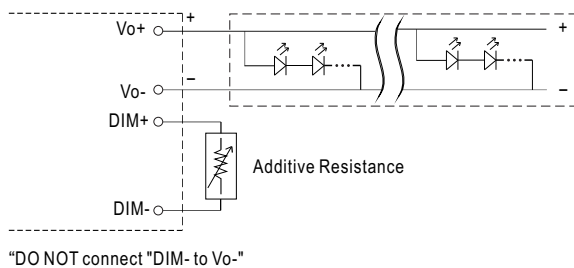 Vo+
+
+
Vo-
–
–
DIM+
Additive Resistance
DIM-
“DO NOT connect "DIM- to Vo-"